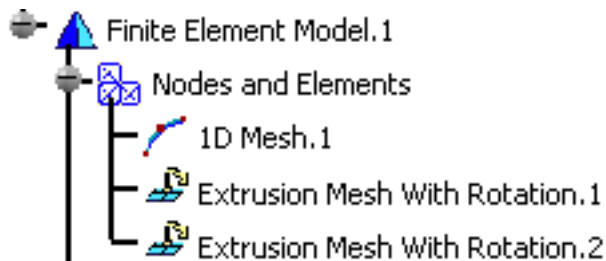 Finite Element Model.1
Nodes and Elements
1D Mesh.1
Extrusion Mesh With Rotation.1
Extrusion Mesh With Rotation.2